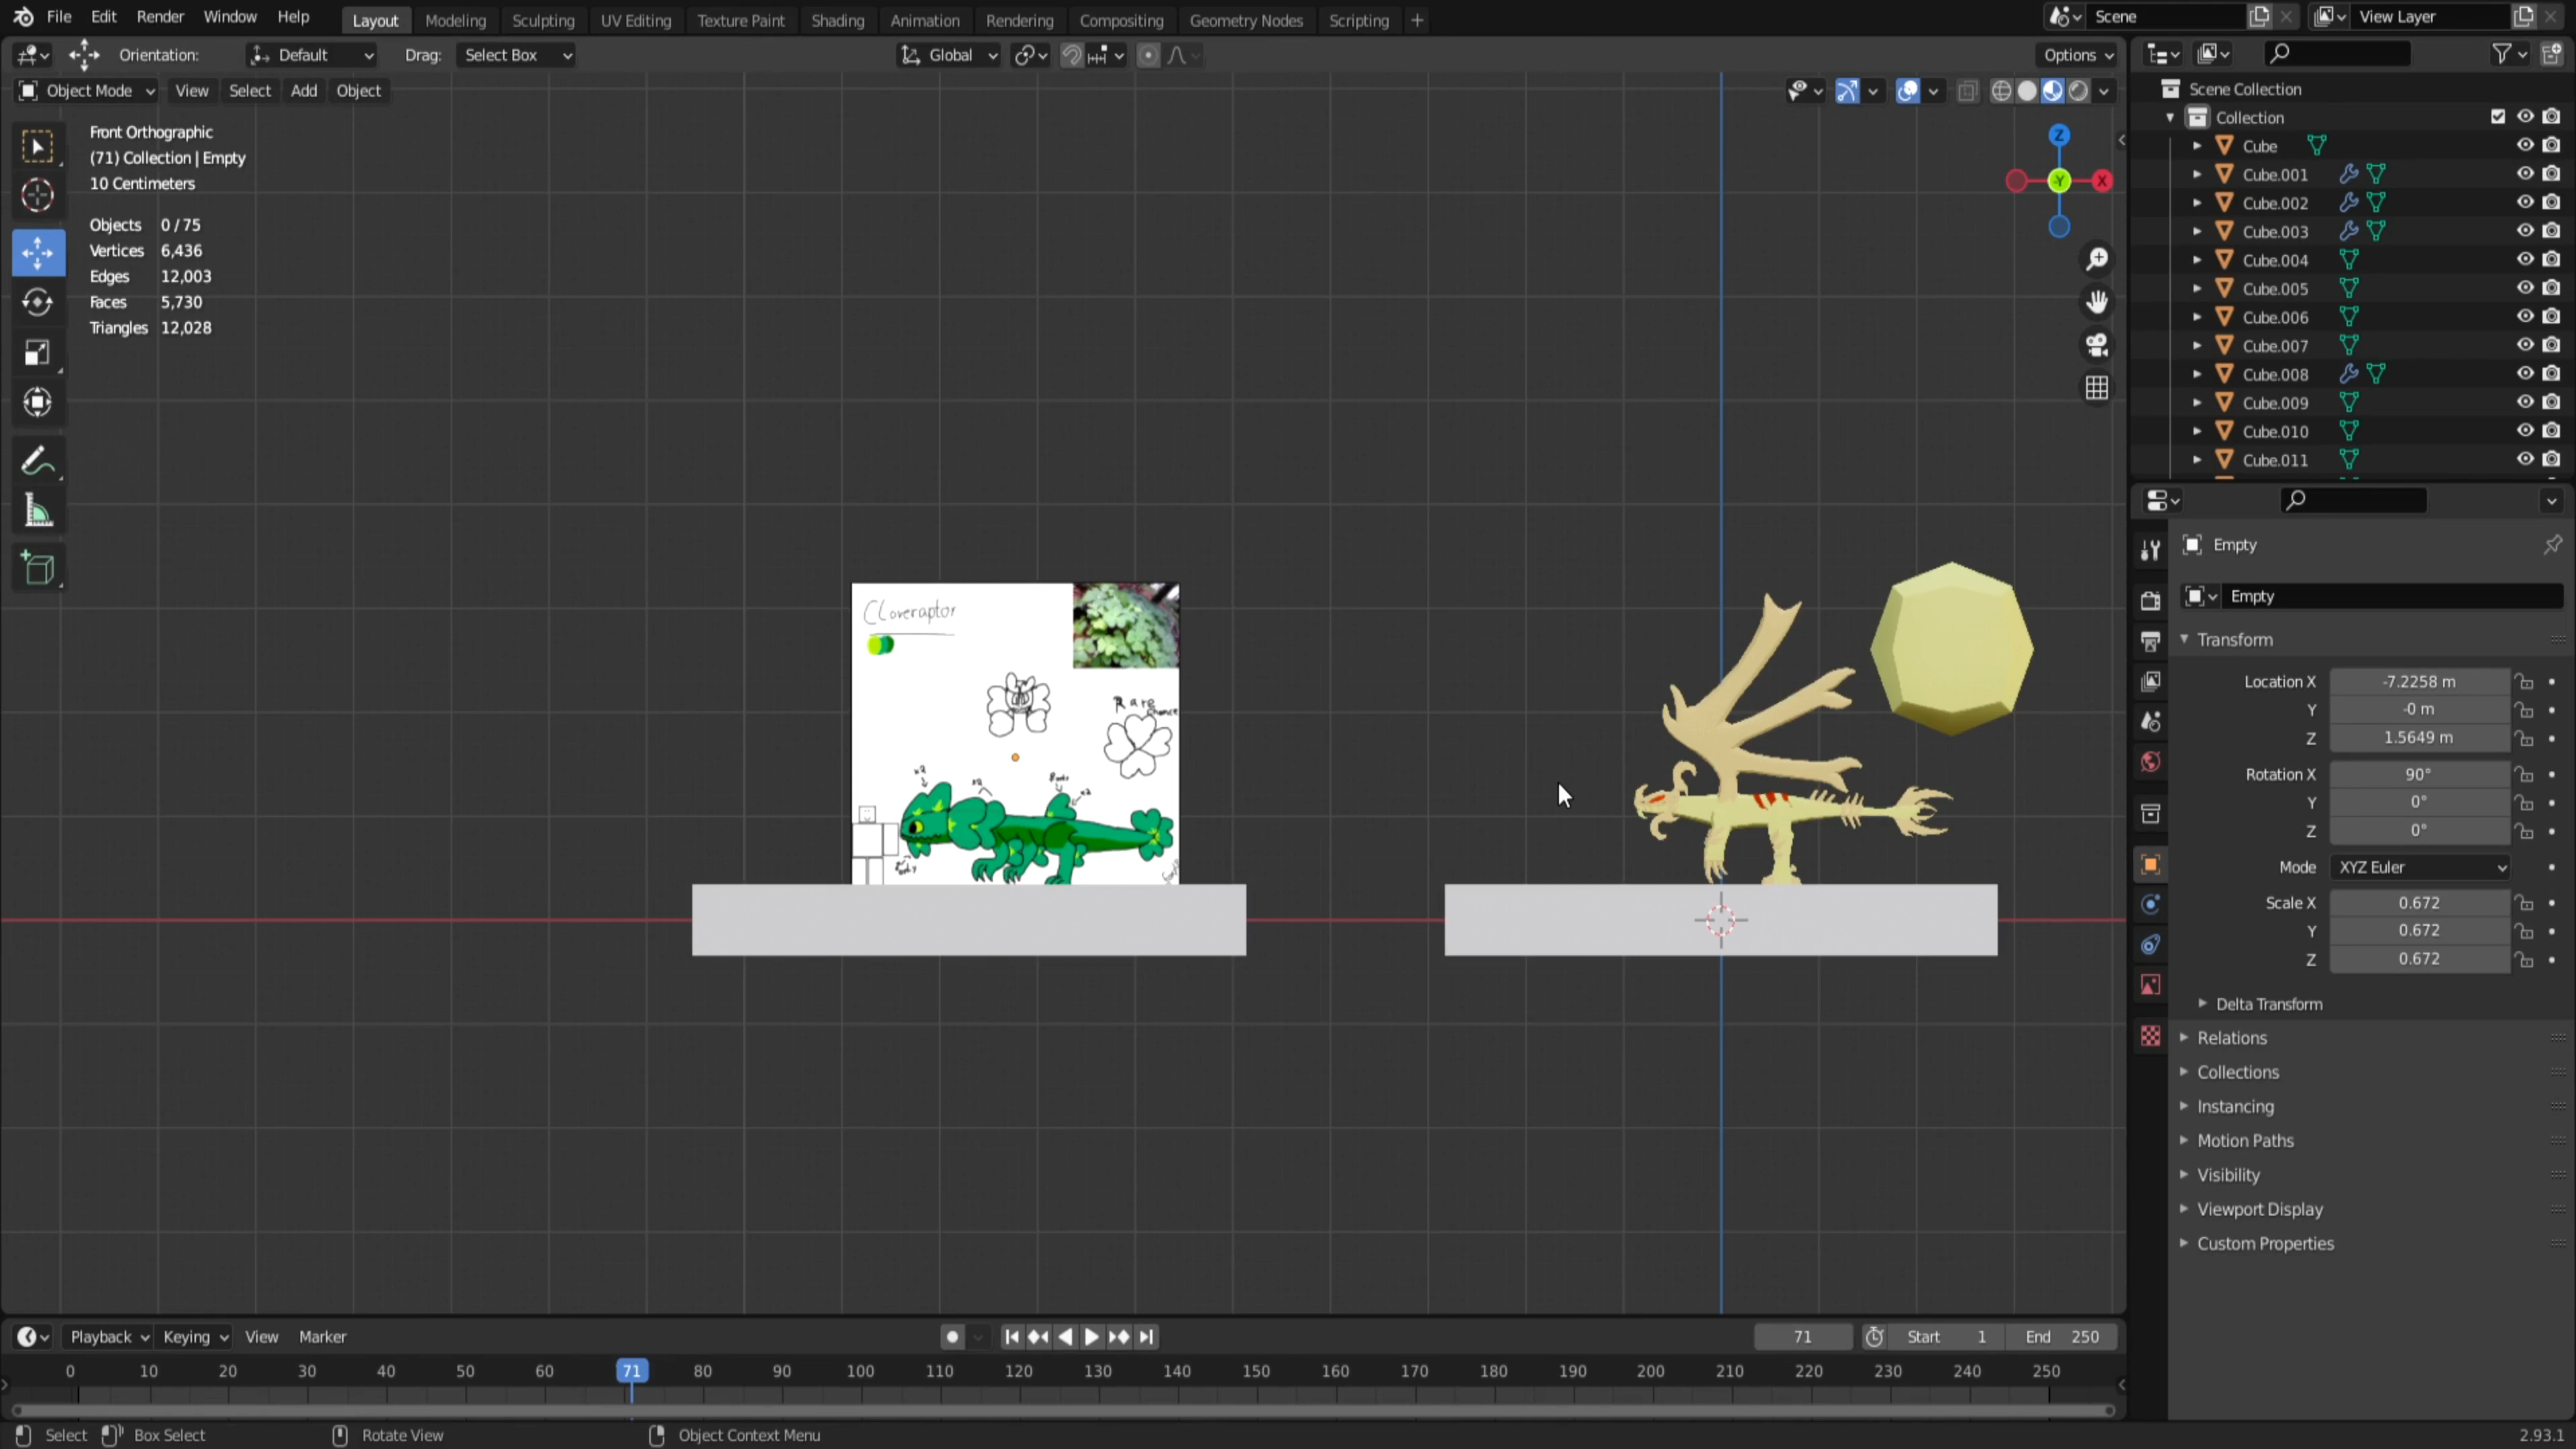 File Edit Render Window Help Layout Modeling Sculpting UV Editing Texture Paint Shading Animation Rendering Compositing Geometry Nodes Scripting + Scene View Layer
Orientation: Default Drag: Select Box Global Options
Object Mode View Select Add Object
Front Orthographic
(71) Collection | Empty
10 Centimeters
Objects 0 / 75
Vertices 6,436
Edges 12,003
Faces 5,730
Triangles 12,028
Z
Y
X
Cloveraptor
Rare
Chance
x2
x2
x2
Scene Collection
Collection
Cube
Cube.001
Cube.002
Cube.003
Cube.004
Cube.005
Cube.006
Cube.007
Cube.008
Cube.009
Cube.010
Cube.011
Empty
Empty
Transform
Location X -7.2258 m
Y -0 m
Z 1.5649 m
Rotation X 90°
Y 0°
Z 0°
Mode XYZ Euler
Scale X 0.672
Y 0.672
Z 0.672
Delta Transform
Relations
Collections
Instancing
Motion Paths
Visibility
Viewport Display
Custom Properties
Playback Keying View Marker 71 Start 1 End 250
0 10 20 30 40 50 60 71 80 90 100 110 120 130 140 150 160 170 180 190 200 210 220 230 240 250
Select Box Select Rotate View Object Context Menu 2.93.1